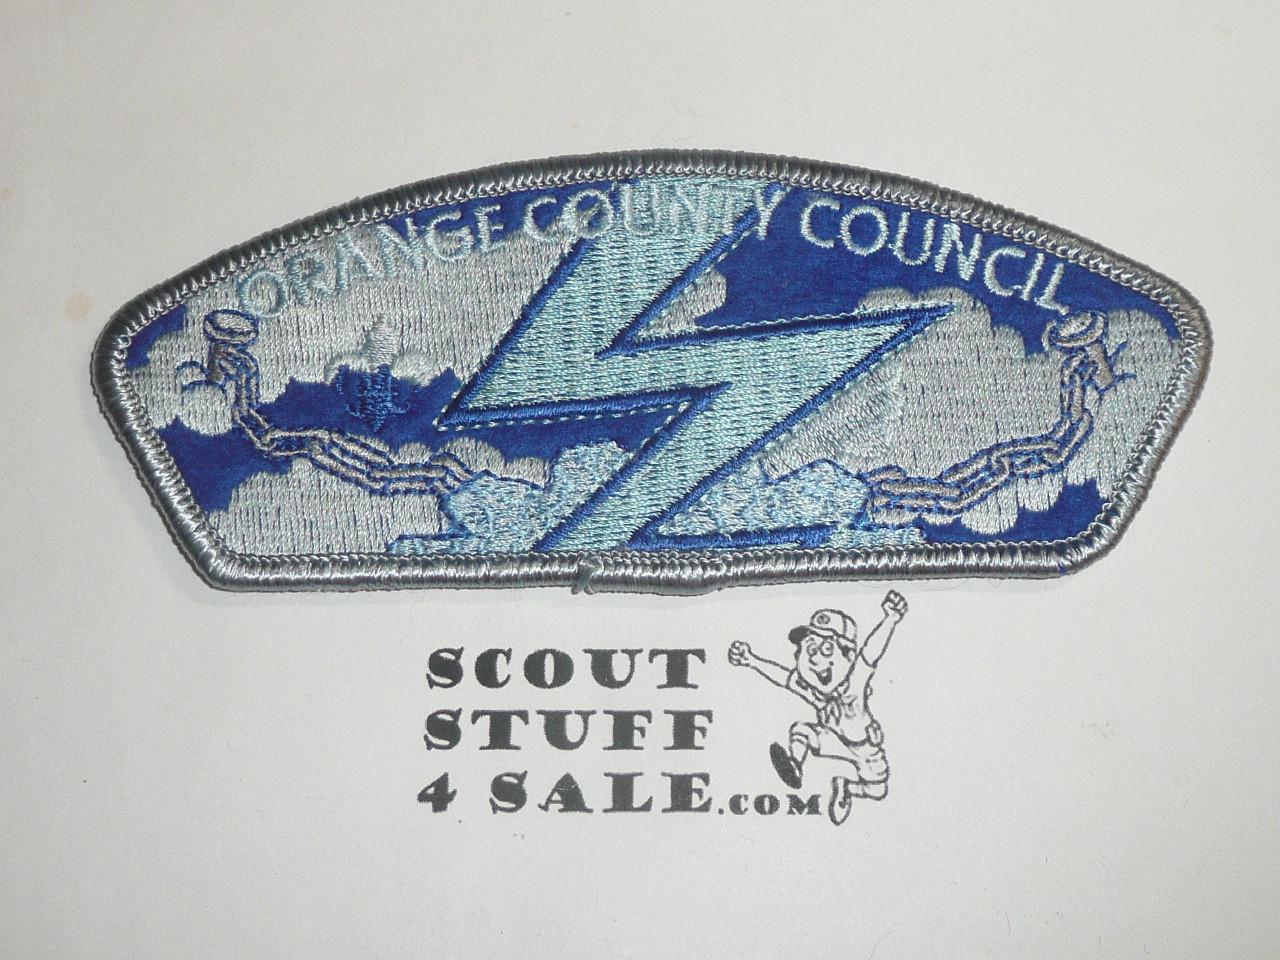 ORANGE COUNTY COUNCIL
SCOUT
STUFF
4 SALE.COM